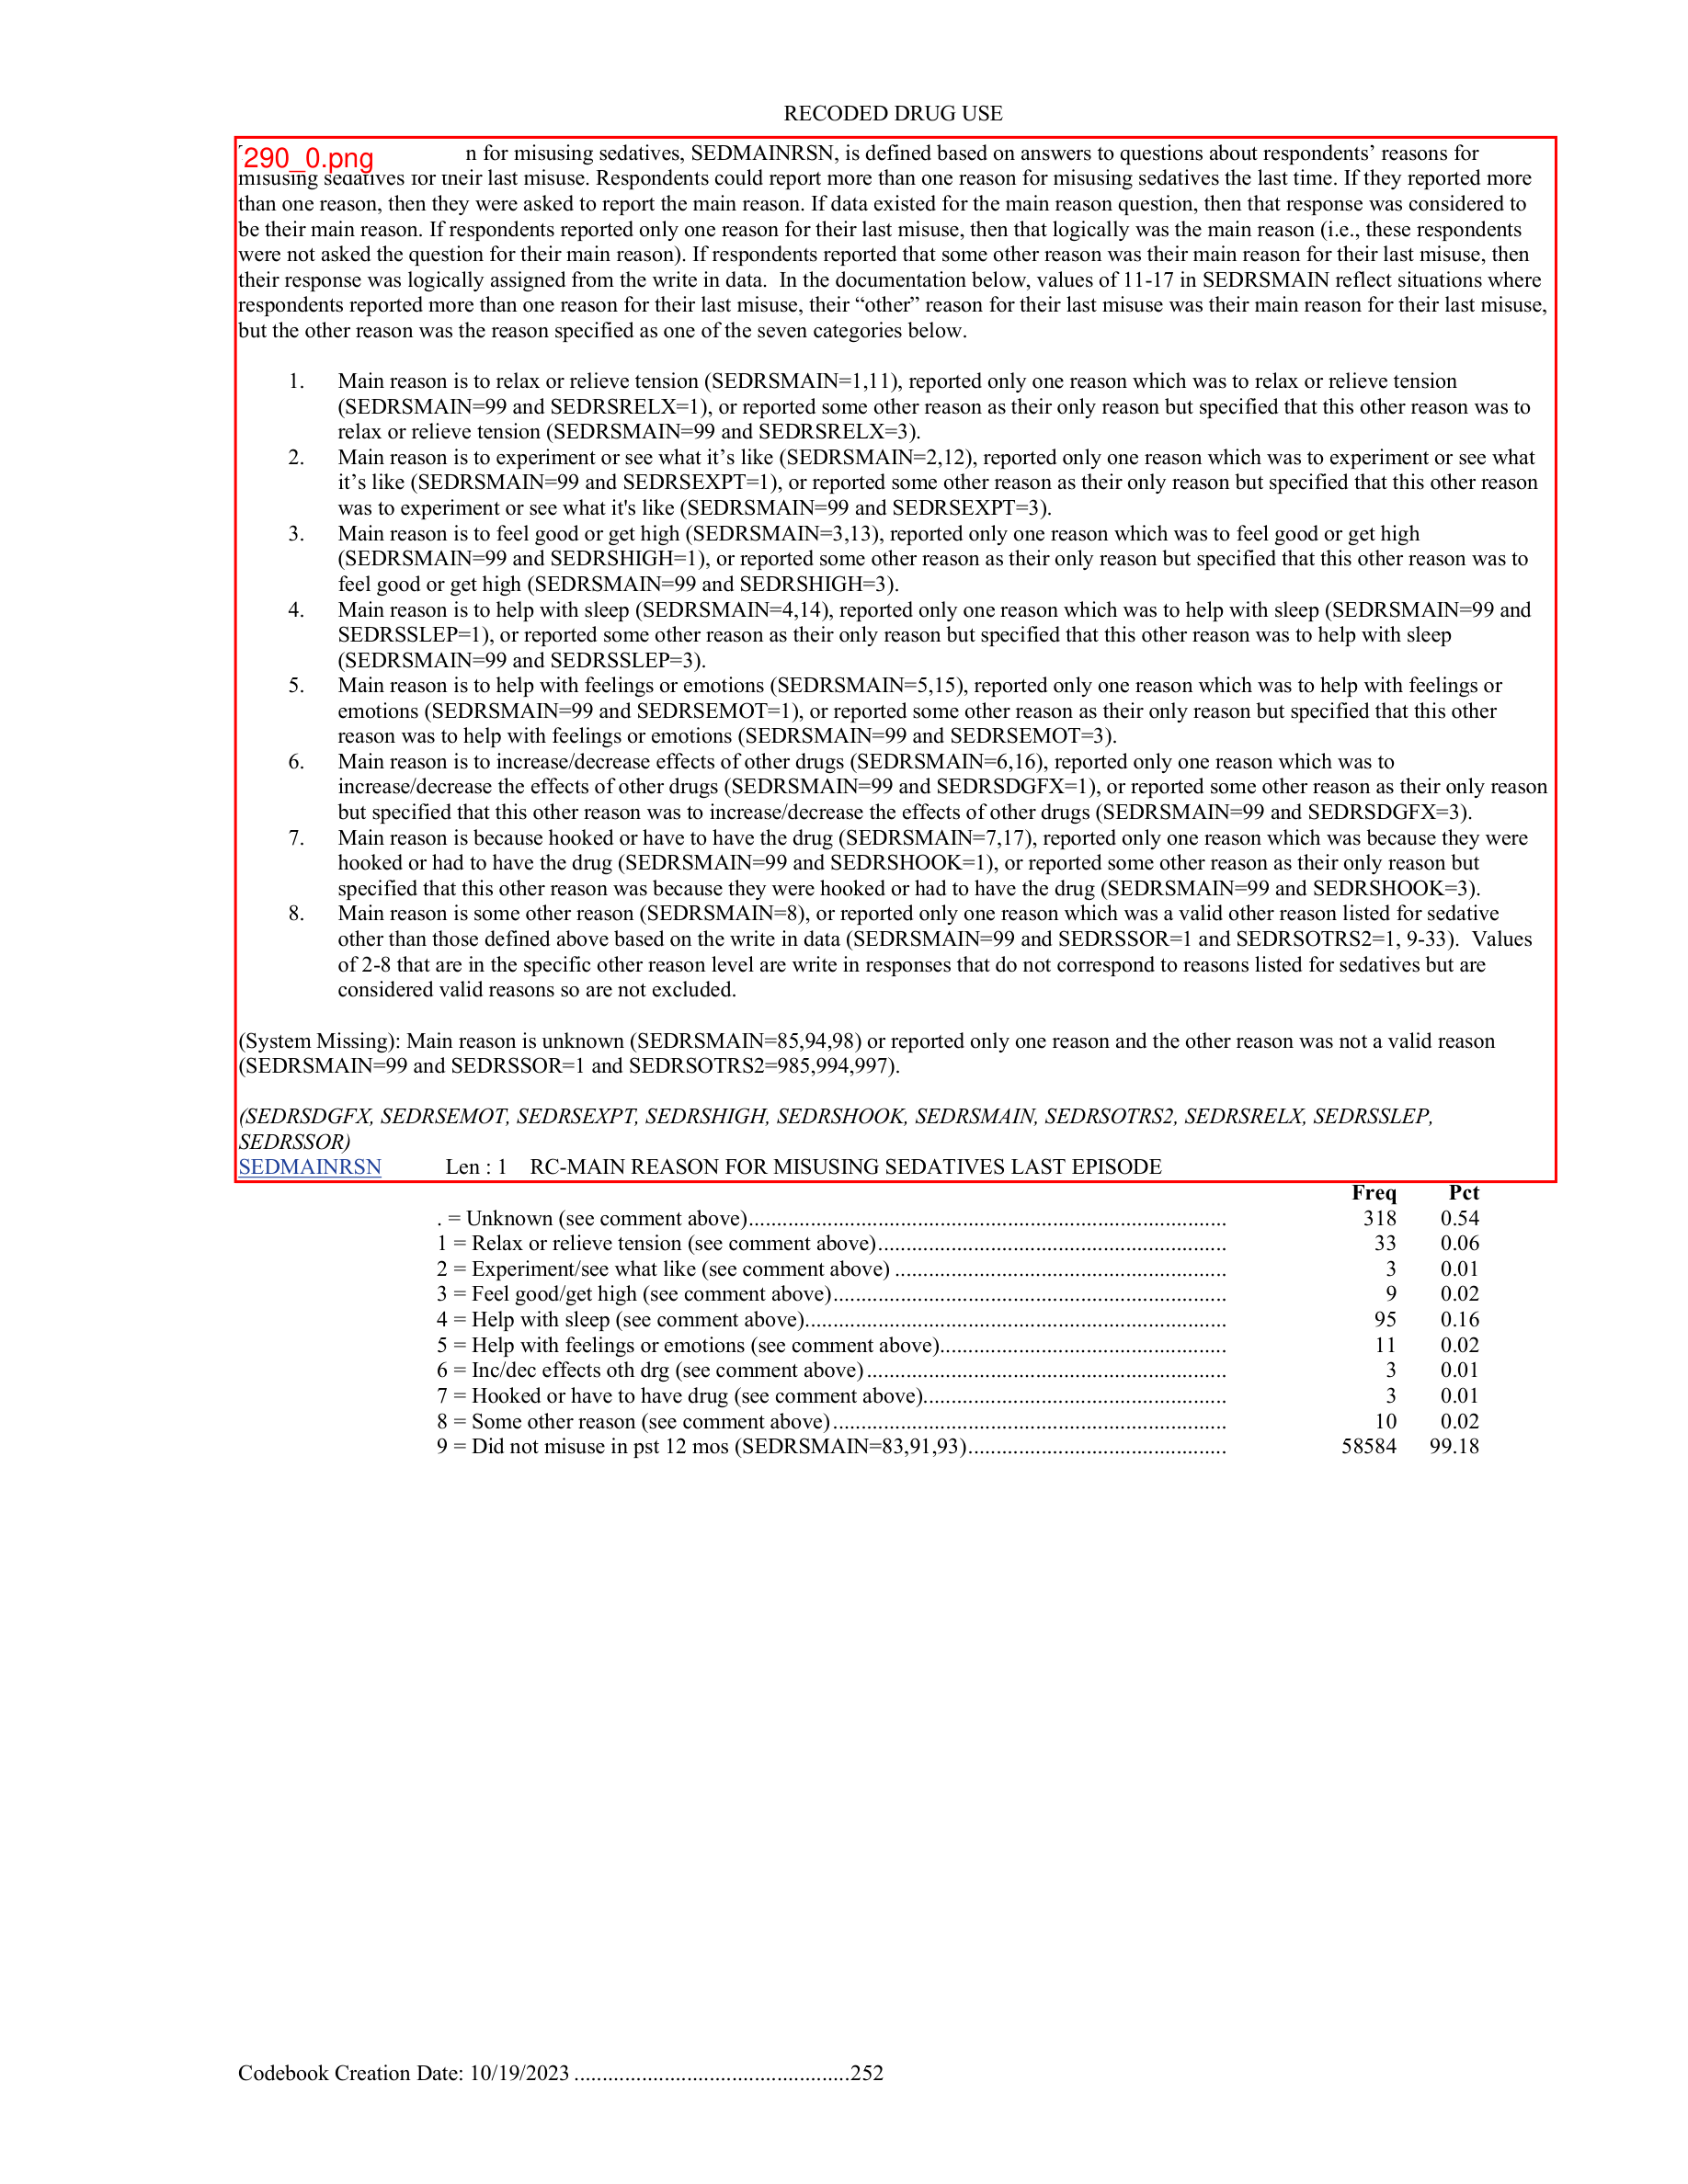 RECODED DRUG USE
290_0.png
n for misusing sedatives, SEDMAINRSN, is defined based on answers to questions about respondents’ reasons for
misusing sedatives for their last misuse. Respondents could report more than one reason for misusing sedatives the last time. If they reported more
than one reason, then they were asked to report the main reason. If data existed for the main reason question, then that response was considered to
be their main reason. If respondents reported only one reason for their last misuse, then that logically was the main reason (i.e., these respondents
were not asked the question for their main reason). If respondents reported that some other reason was their main reason for their last misuse, then
their response was logically assigned from the write in data.  In the documentation below, values of 11-17 in SEDRSMAIN reflect situations where
respondents reported more than one reason for their last misuse, their “other” reason for their last misuse was their main reason for their last misuse,
but the other reason was the reason specified as one of the seven categories below.
1. Main reason is to relax or relieve tension (SEDRSMAIN=1,11), reported only one reason which was to relax or relieve tension
(SEDRSMAIN=99 and SEDRSRELX=1), or reported some other reason as their only reason but specified that this other reason was to
relax or relieve tension (SEDRSMAIN=99 and SEDRSRELX=3).
2. Main reason is to experiment or see what it’s like (SEDRSMAIN=2,12), reported only one reason which was to experiment or see what
it’s like (SEDRSMAIN=99 and SEDRSEXPT=1), or reported some other reason as their only reason but specified that this other reason
was to experiment or see what it's like (SEDRSMAIN=99 and SEDRSEXPT=3).
3. Main reason is to feel good or get high (SEDRSMAIN=3,13), reported only one reason which was to feel good or get high
(SEDRSMAIN=99 and SEDRSHIGH=1), or reported some other reason as their only reason but specified that this other reason was to
feel good or get high (SEDRSMAIN=99 and SEDRSHIGH=3).
4. Main reason is to help with sleep (SEDRSMAIN=4,14), reported only one reason which was to help with sleep (SEDRSMAIN=99 and
SEDRSSLEP=1), or reported some other reason as their only reason but specified that this other reason was to help with sleep
(SEDRSMAIN=99 and SEDRSSLEP=3).
5. Main reason is to help with feelings or emotions (SEDRSMAIN=5,15), reported only one reason which was to help with feelings or
emotions (SEDRSMAIN=99 and SEDRSEMOT=1), or reported some other reason as their only reason but specified that this other
reason was to help with feelings or emotions (SEDRSMAIN=99 and SEDRSEMOT=3).
6. Main reason is to increase/decrease effects of other drugs (SEDRSMAIN=6,16), reported only one reason which was to
increase/decrease the effects of other drugs (SEDRSMAIN=99 and SEDRSDGFX=1), or reported some other reason as their only reason
but specified that this other reason was to increase/decrease the effects of other drugs (SEDRSMAIN=99 and SEDRSDGFX=3).
7. Main reason is because hooked or have to have the drug (SEDRSMAIN=7,17), reported only one reason which was because they were
hooked or had to have the drug (SEDRSMAIN=99 and SEDRSHOOK=1), or reported some other reason as their only reason but
specified that this other reason was because they were hooked or had to have the drug (SEDRSMAIN=99 and SEDRSHOOK=3).
8. Main reason is some other reason (SEDRSMAIN=8), or reported only one reason which was a valid other reason listed for sedative
other than those defined above based on the write in data (SEDRSMAIN=99 and SEDRSSOR=1 and SEDRSOTRS2=1, 9-33).  Values
of 2-8 that are in the specific other reason level are write in responses that do not correspond to reasons listed for sedatives but are
considered valid reasons so are not excluded.
(System Missing): Main reason is unknown (SEDRSMAIN=85,94,98) or reported only one reason and the other reason was not a valid reason
(SEDRSMAIN=99 and SEDRSSOR=1 and SEDRSOTRS2=985,994,997).
(SEDRSDGFX, SEDRSEMOT, SEDRSEXPT, SEDRSHIGH, SEDRSHOOK, SEDRSMAIN, SEDRSOTRS2, SEDRSRELX, SEDRSSLEP,
SEDRSSOR)
SEDMAINRSN Len : 1 RC-MAIN REASON FOR MISUSING SEDATIVES LAST EPISODE
Freq Pct
. = Unknown (see comment above)..................................................................................... 318 0.54
1 = Relax or relieve tension (see comment above).............................................................. 33 0.06
2 = Experiment/see what like (see comment above) ........................................................... 3 0.01
3 = Feel good/get high (see comment above)...................................................................... 9 0.02
4 = Help with sleep (see comment above)........................................................................... 95 0.16
5 = Help with feelings or emotions (see comment above)................................................... 11 0.02
6 = Inc/dec effects oth drg (see comment above)................................................................ 3 0.01
7 = Hooked or have to have drug (see comment above)...................................................... 3 0.01
8 = Some other reason (see comment above)...................................................................... 10 0.02
9 = Did not misuse in pst 12 mos (SEDRSMAIN=83,91,93).............................................. 58584 99.18
Codebook Creation Date: 10/19/2023 .................................................252